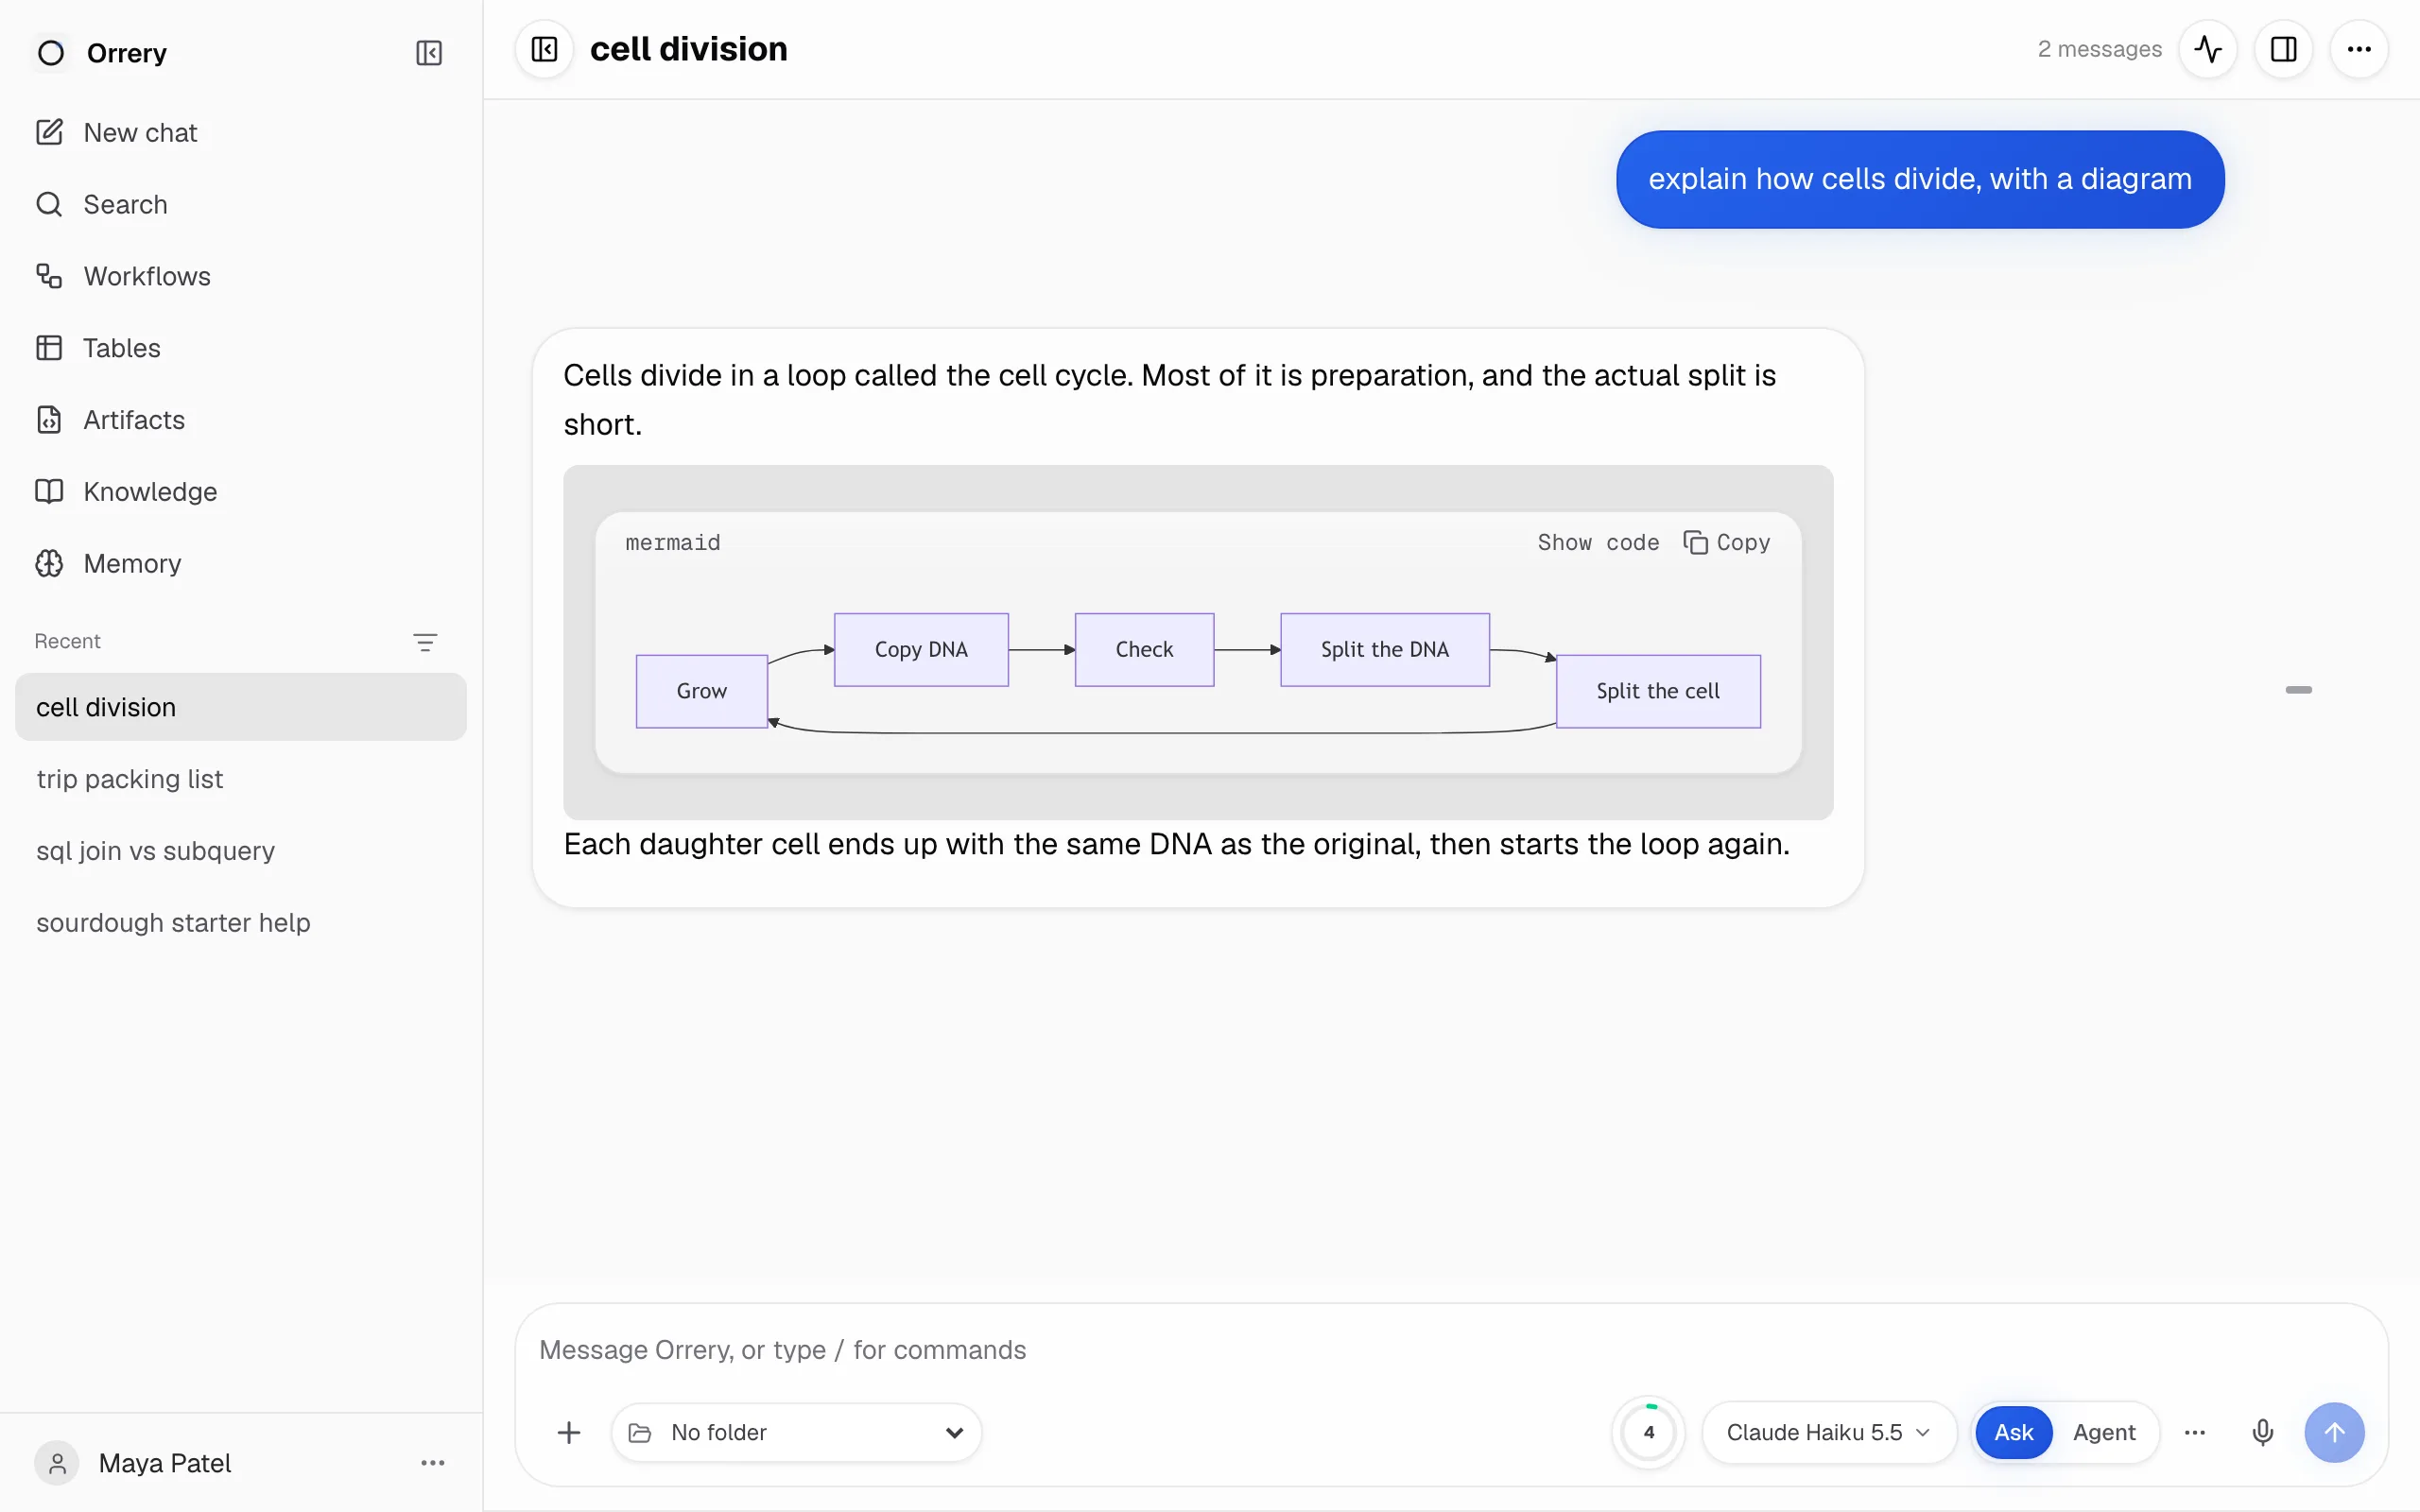 Orrery
New chat
Search
Workflows
Tables
Artifacts
Knowledge
Memory
Recent
cell division
trip packing list
sql join vs subquery
sourdough starter help
Maya Patel
cell division
2 messages
explain how cells divide, with a diagram
Cells divide in a loop called the cell cycle. Most of it is preparation, and the actual split is
short.
mermaid
Show code
Copy
Grow
Copy DNA
Check
Split the DNA
Split the cell
Each daughter cell ends up with the same DNA as the original, then starts the loop again.
Message Orrery, or type / for commands
No folder
4
Claude Haiku 5.5
Ask
Agent